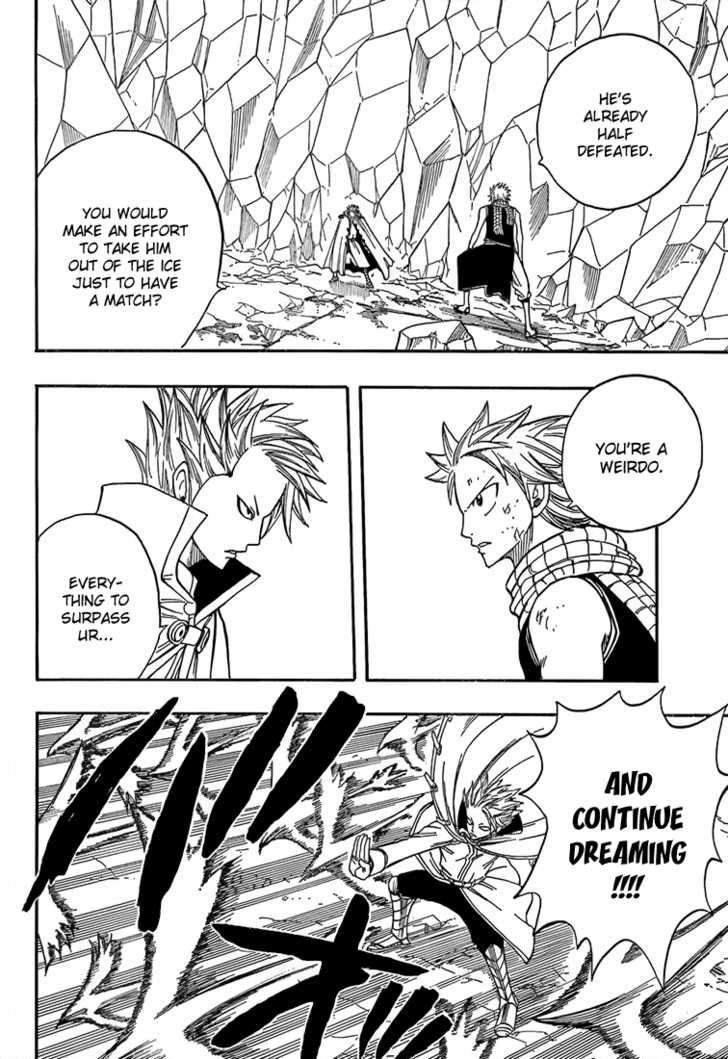 HE'S
ALREADY
HALF
DEFEATED.
YOU WOULD
MAKE AN EFFORT
TO TAKE HIM
OUT OF THE ICE
JUST TO HAVE
A MATCH?
YOU'RE A
WEIRDO.
EVERY-
THING TO
SURPASS
UR...
AND
CONTINUE
DREAMING
!!!!